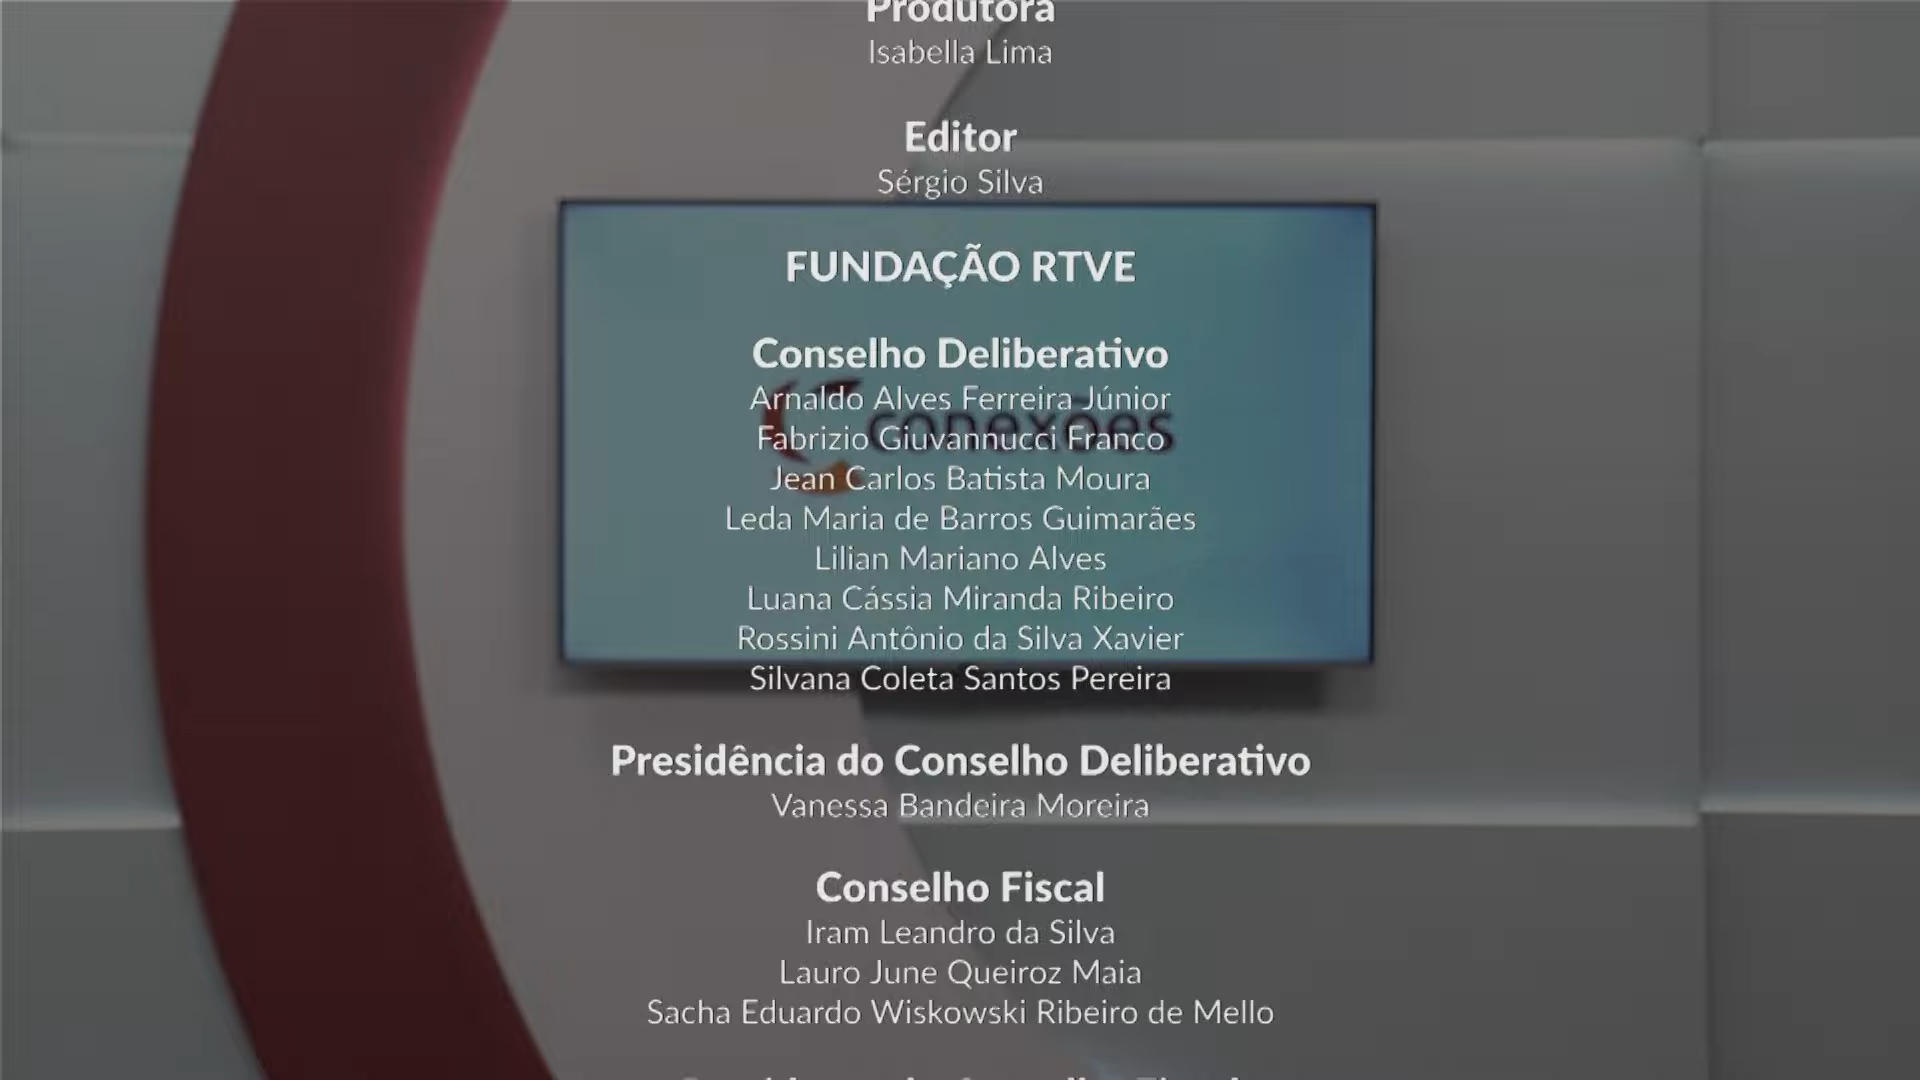 Produtora
Isabella Lima
Editor
Sérgio Silva
FUNDAÇÃO RTVE
Conselho Deliberativo
Arnaldo Alves Ferreira Júnior
conexões
Fabrizio Giuvannucci Franco
Jean Carlos Batista Moura
Leda Maria de Barros Guimarães
Lilian Mariano Alves
Luana Cássia Miranda Ribeiro
Rossini Antônio da Silva Xavier
Silvana Coleta Santos Pereira
Presidência do Conselho Deliberativo
Vanessa Bandeira Moreira
Conselho Fiscal
Iram Leandro da Silva
Lauro June Queiroz Maia
Sacha Eduardo Wiskowski Ribeiro de Mello